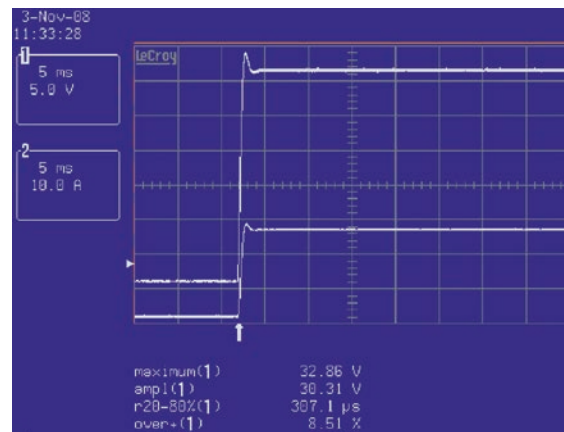 3-Nov-08
11:33:28
1
5 ms
5.0 V
LeCroy
2
5 ms
10.0 A
maximum(1) 32.86 V
ampl(1) 30.31 V
r20-80%(1) 307.1 µs
over+(1) 8.51 %